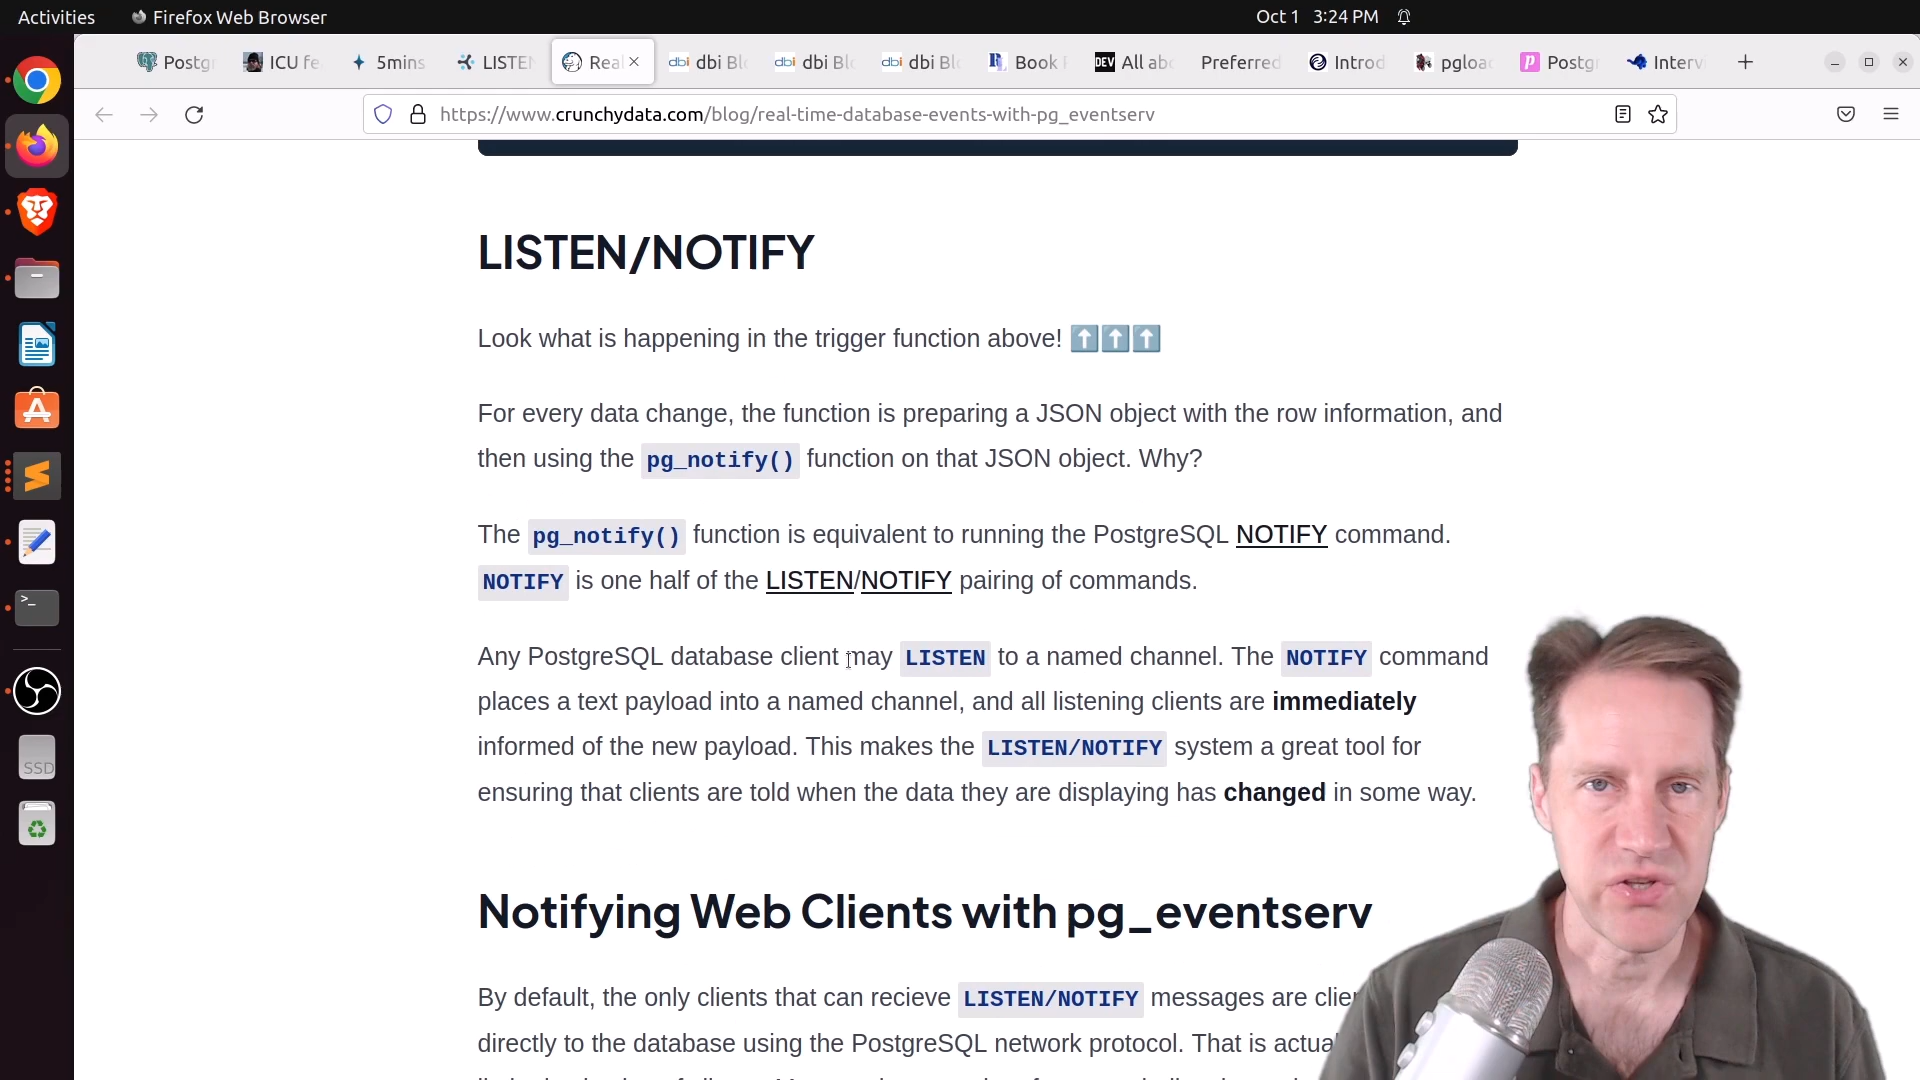 Activities Firefox Web Browser Oct 1 3:24 PM
Postgr ICU fe 5mins LISTEN Rea dbi Blo dbi Blo dbi Blo Book All abo Preferred Introd pgloa Postgr Intervi
https://www.crunchydata.com/blog/real-time-database-events-with-pg_eventserv
LISTEN/NOTIFY
Look what is happening in the trigger function above! ⬆️⬆️⬆️
For every data change, the function is preparing a JSON object with the row information, and
then using the pg_notify() function on that JSON object. Why?
The pg_notify() function is equivalent to running the PostgreSQL NOTIFY command.
NOTIFY is one half of the LISTEN/NOTIFY pairing of commands.
Any PostgreSQL database client may LISTEN to a named channel. The NOTIFY command
places a text payload into a named channel, and all listening clients are immediately
informed of the new payload. This makes the LISTEN/NOTIFY system a great tool for
ensuring that clients are told when the data they are displaying has changed in some way.
Notifying Web Clients with pg_eventserv
By default, the only clients that can recieve LISTEN/NOTIFY messages are clie
directly to the database using the PostgreSQL network protocol. That is actua
SSD